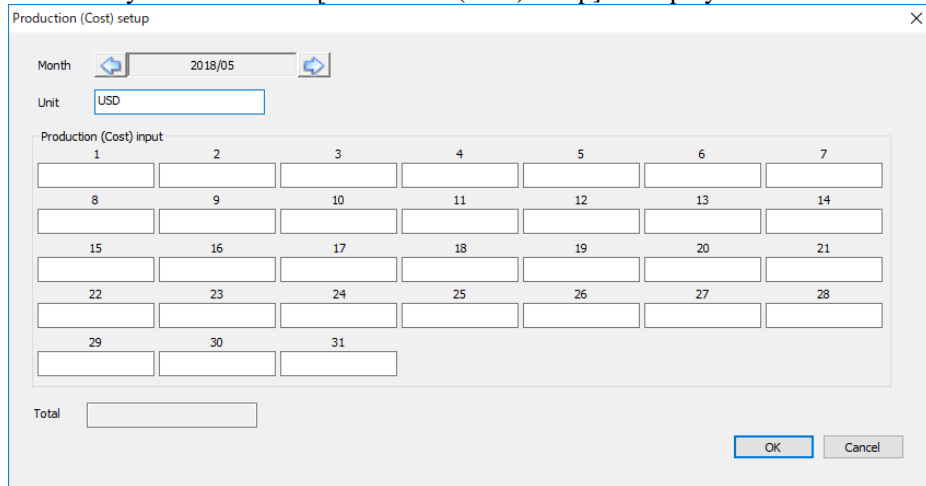 Production (Cost) setup
Month 2018/05
Unit USD
Production (Cost) input
1 2 3 4 5 6 7
8 9 10 11 12 13 14
15 16 17 18 19 20 21
22 23 24 25 26 27 28
29 30 31
Total
OK Cancel